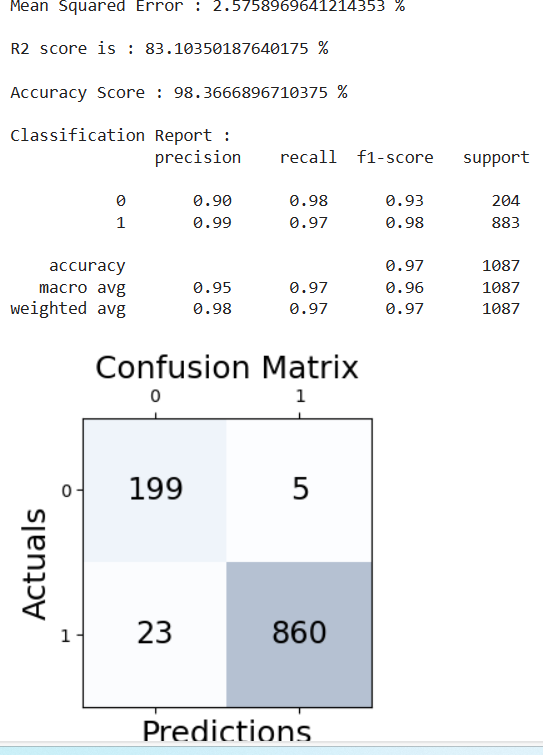 Mean Squared Error : 2.5758969641214353 %
R2 score is : 83.10350187640175 %
Accuracy Score : 98.3666896710375 %
Classification Report :
precision recall f1-score support
0 0.90 0.98 0.93 204
1 0.99 0.97 0.98 883
accuracy 0.97 1087
macro avg 0.95 0.97 0.96 1087
weighted avg 0.98 0.97 0.97 1087
Confusion Matrix
0 1
0 199 5
Actuals
1 23 860
Predictions